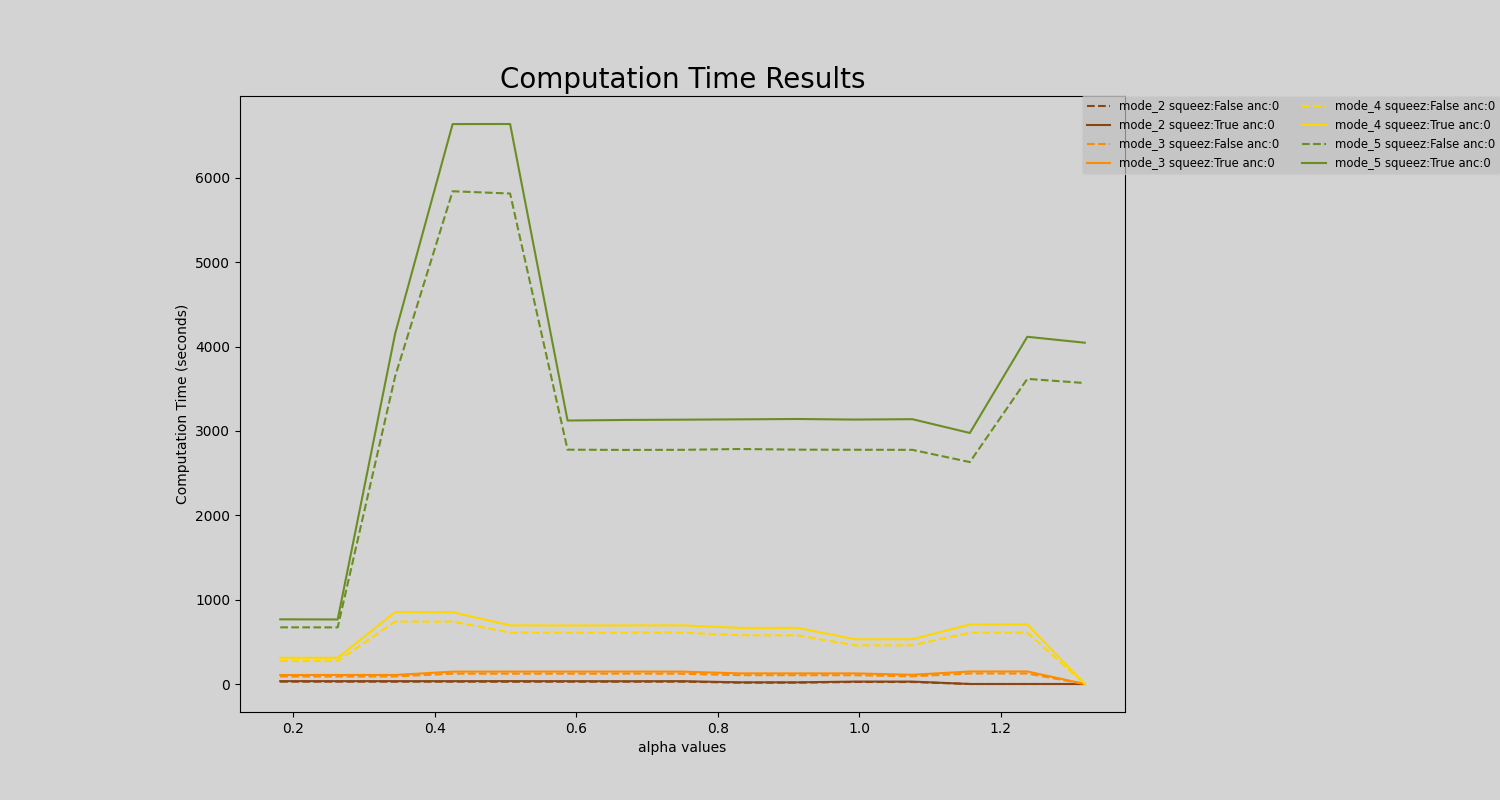 Computation Time Results
mode_2 squeez:False anc:0
mode_2 squeez:True anc:0
mode_3 squeez:False anc:0
mode_3 squeez:True anc:0
mode_4 squeez:False anc:0
mode_4 squeez:True anc:0
mode_5 squeez:False anc:0
mode_5 squeez:True anc:0
Computation Time (seconds)
6000
5000
4000
3000
2000
1000
0
0.2 0.4 0.6 0.8 1.0 1.2
alpha values